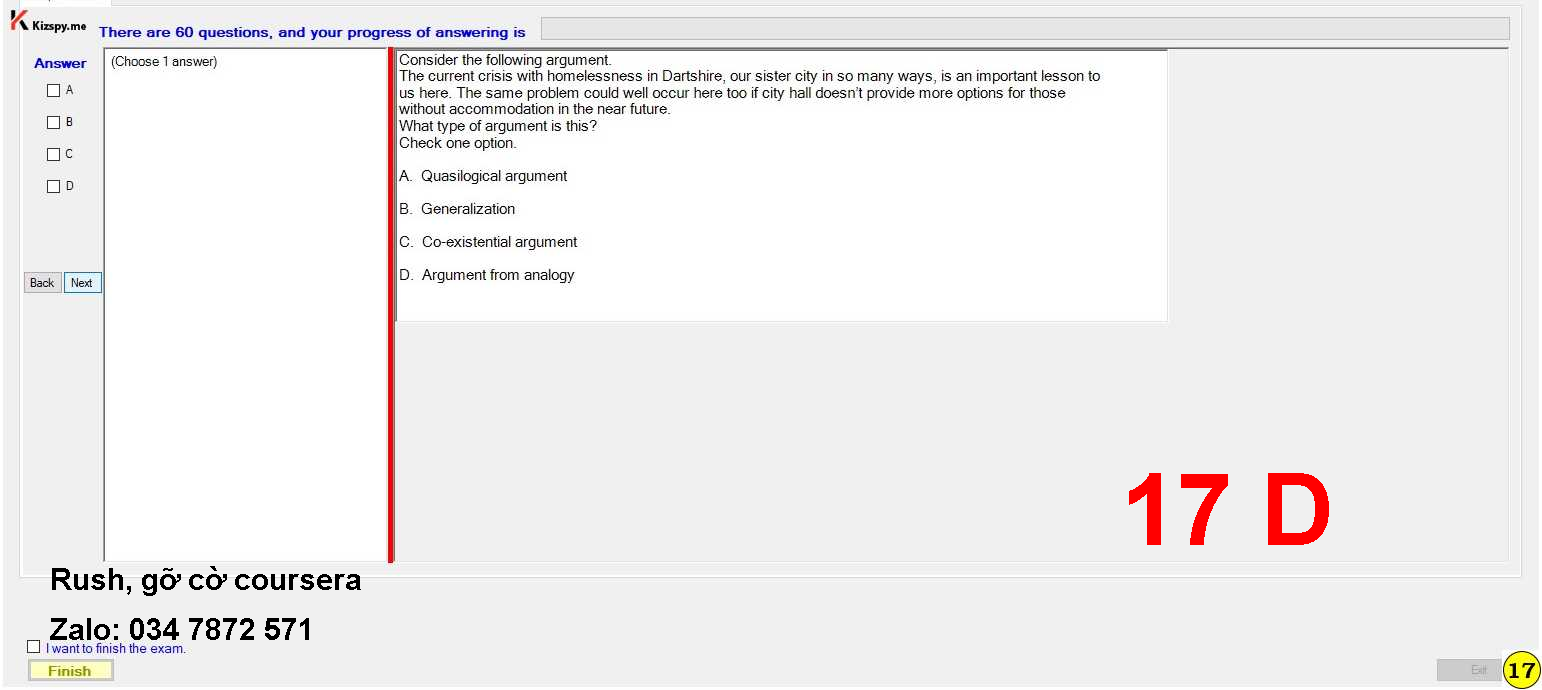 Kizspy.me
There are 60 questions, and your progress of answering is
Answer
A
B
C
D
Back Next
(Choose 1 answer)
Consider the following argument.
The current crisis with homelessness in Dartshire, our sister city in so many ways, is an important lesson to
us here. The same problem could well occur here too if city hall doesn't provide more options for those
without accommodation in the near future.
What type of argument is this?
Check one option.
A. Quasilogical argument
B. Generalization
C. Co-existential argument
D. Argument from analogy
17 D
Rush, gỡ cờ coursera
Zalo: 034 7872 571
I want to finish the exam.
Finish
Exit
17